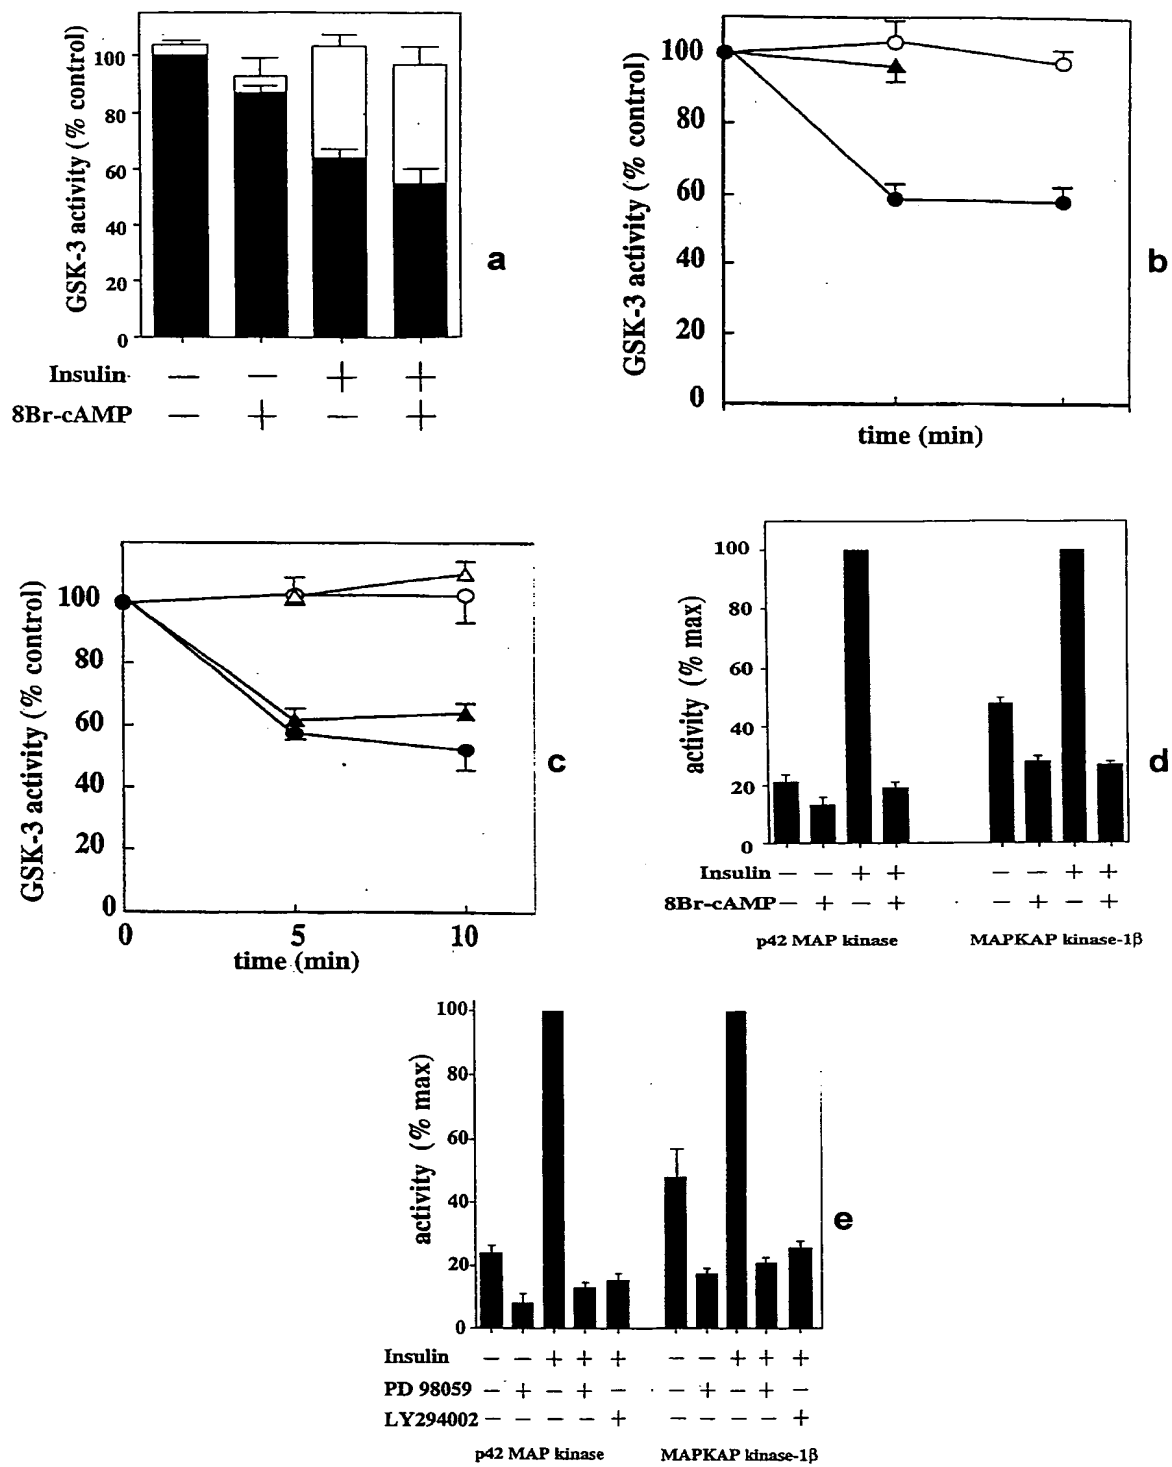 GSK-3 activity (% control)
100
80
60
40
20
0
Insulin — — + +
8Br-cAMP — + — +
a
GSK-3 activity (% control)
100
80
60
40
20
0
time (min)
b
GSK-3 activity (% control)
100
80
60
40
20
0
0 5 10
time (min)
c
activity (% max)
100
80
60
40
20
0
Insulin — — + + — — + +
8Br-cAMP — + — + — + — +
p42 MAP kinase MAPKAP kinase-1β
d
activity (% max)
100
80
60
40
20
0
Insulin — — + + + — — + + +
PD 98059 — + — + — — + — + —
LY294002 — — — — + — — — — +
p42 MAP kinase MAPKAP kinase-1β
e